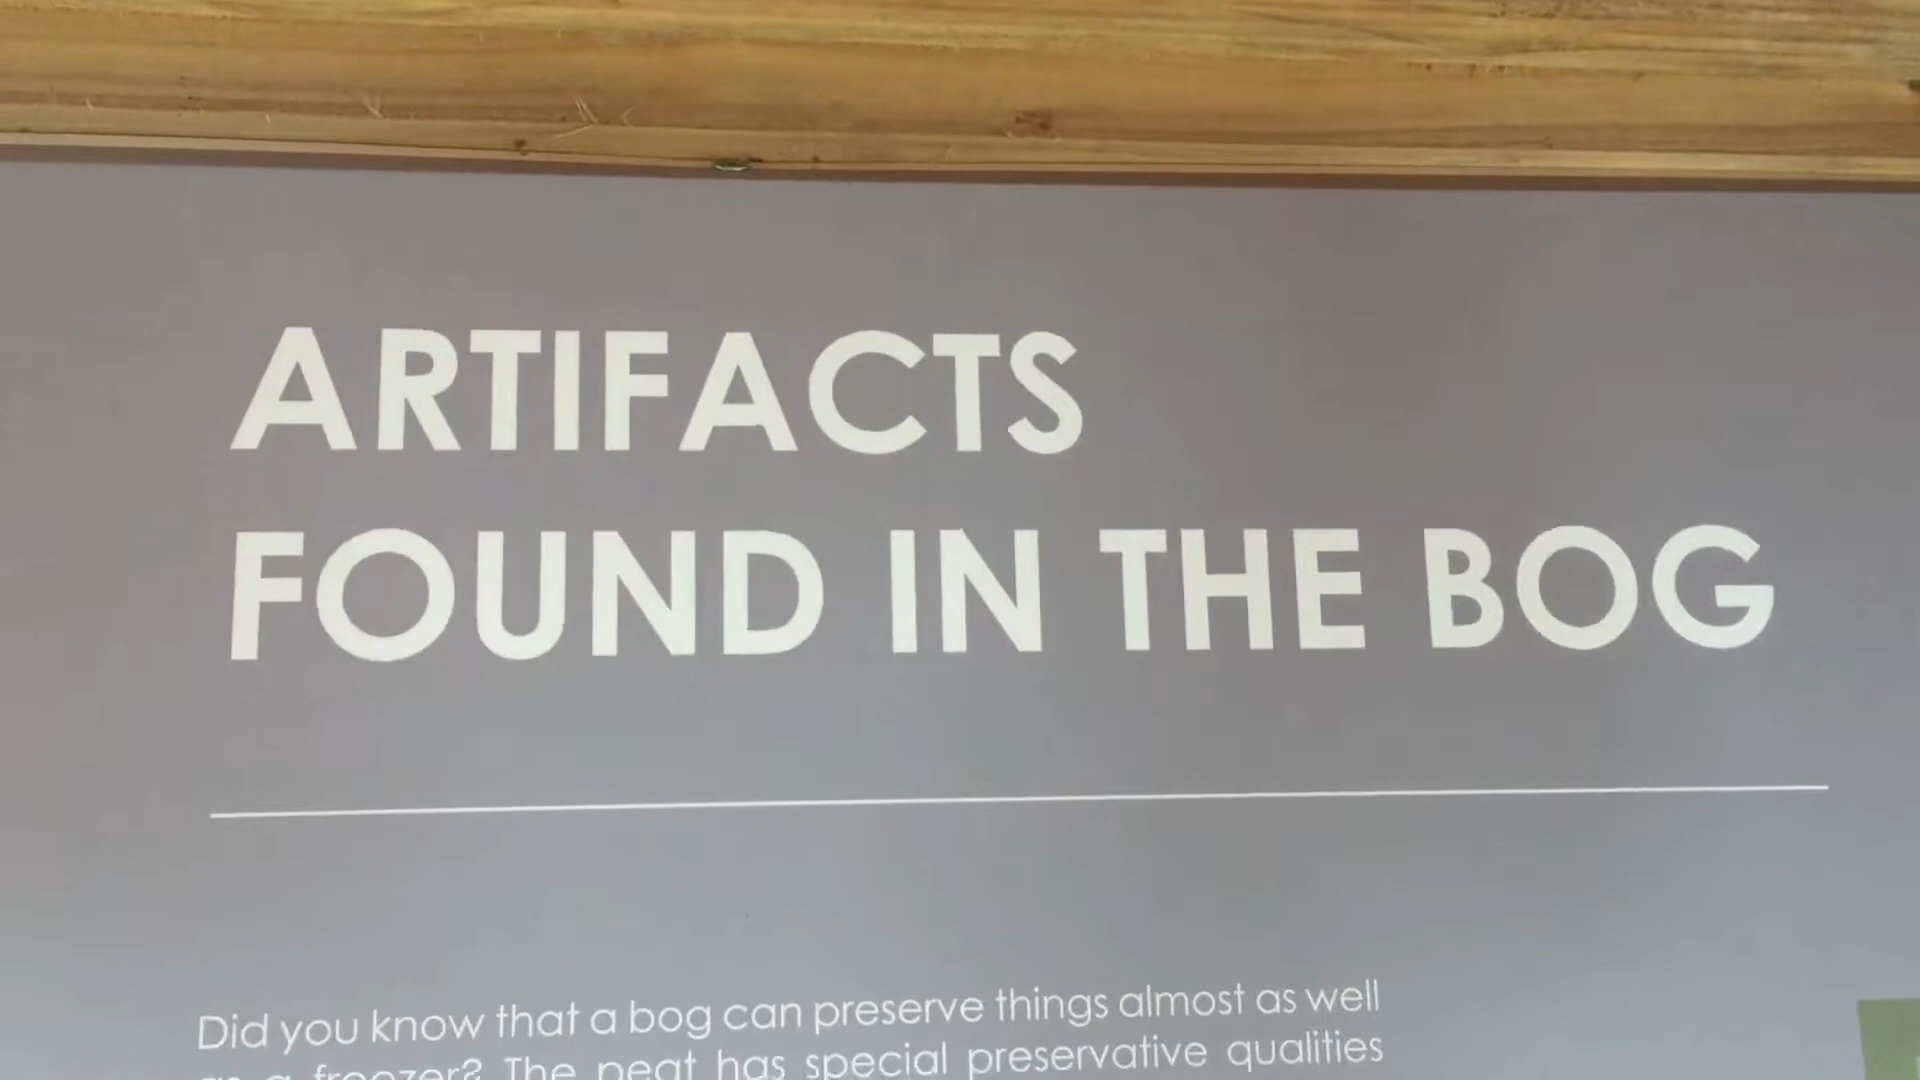 ARTIFACTS
FOUND IN THE BOG
Did you know that a bog can preserve things almost as well
as a freezer? The peat has special preservative qualities